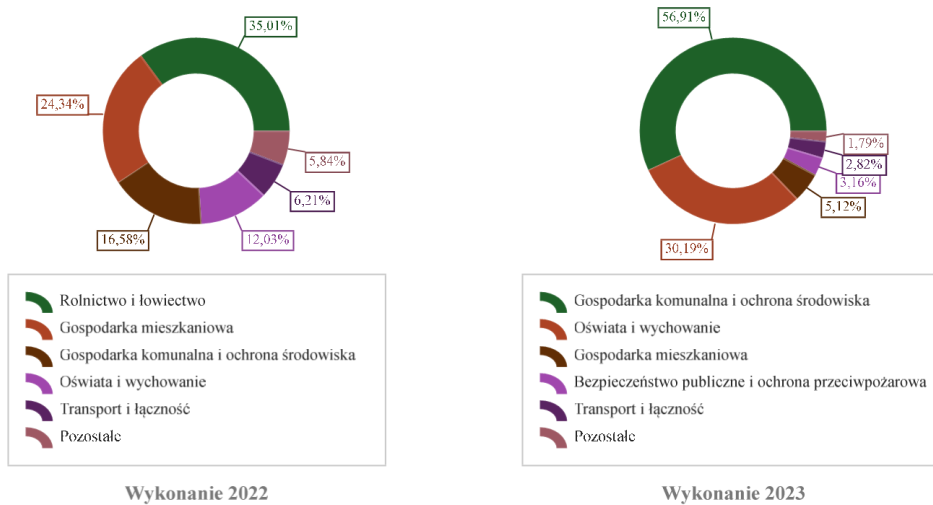 35,01%
24,34%
5,84%
6,21%
16,58%
12,03%
Rolnictwo i łowiectwo
Gospodarka mieszkaniowa
Gospodarka komunalna i ochrona środowiska
Oświata i wychowanie
Transport i łączność
Pozostałe
Wykonanie 2022
56,91%
1,79%
2,82%
3,16%
5,12%
30,19%
Gospodarka komunalna i ochrona środowiska
Oświata i wychowanie
Gospodarka mieszkaniowa
Bezpieczeństwo publiczne i ochrona przeciwpożarowa
Transport i łączność
Pozostałe
Wykonanie 2023